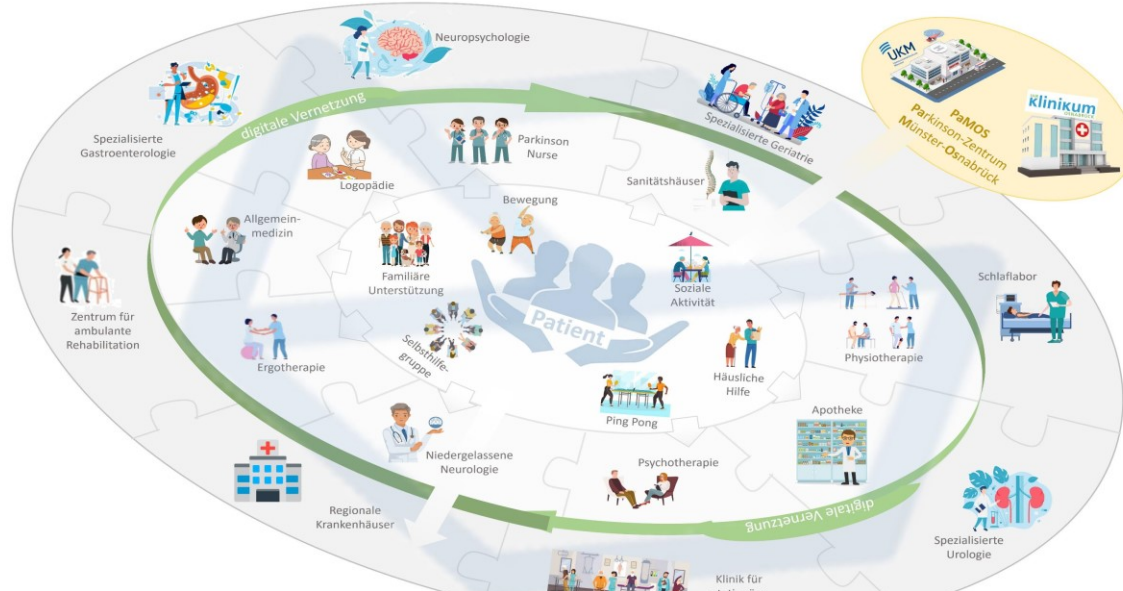 Neuropsychologie
UKM
Klinikum
OSNABRÜCK
PaMOS
Parkinson-Zentrum
Münster-Osnabrück
digitale Vernetzung
Spezialisierte
Gastroenterologie
Spezialisierte Geriatrie
Parkinson
Nurse
Logopädie
Sanitätshäuser
Bewegung
Allgemein-
medizin
Familiäre
Unterstützung
Soziale
Aktivität
Schlaflabor
Zentrum für
ambulante
Rehabilitation
Patient
Selbsthilfe-
gruppe
Ergotherapie
Physiotherapie
Häusliche
Hilfe
Ping Pong
Apotheke
Niedergelassene
Neurologie
Psychotherapie
digitale Vernetzung
Regionale
Krankenhäuser
Spezialisierte
Urologie
Klinik für